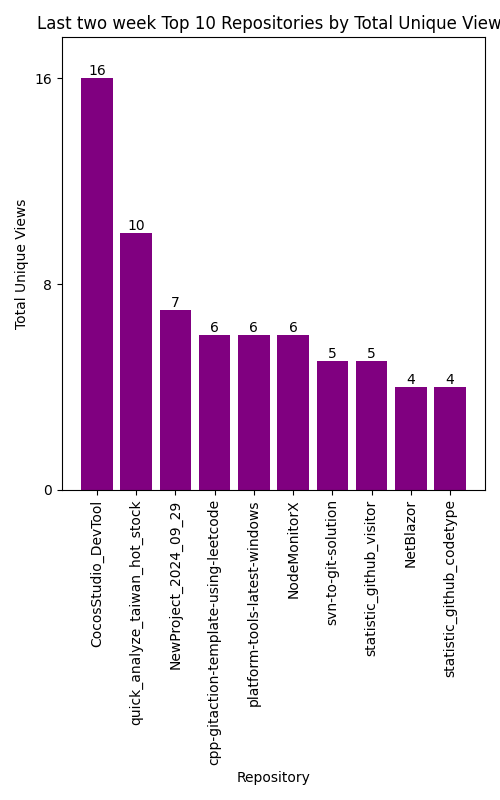 Last two week Top 10 Repositories by Total Unique View
16
8
0
Total Unique Views
16
10
7
6
6
6
5
5
4
4
CocosStudio_DevTool
quick_analyze_taiwan_hot_stock
NewProject_2024_09_29
cpp-gitaction-template-using-leetcode
platform-tools-latest-windows
NodeMonitorX
svn-to-git-solution
statistic_github_visitor
NetBlazor
statistic_github_codetype
Repository